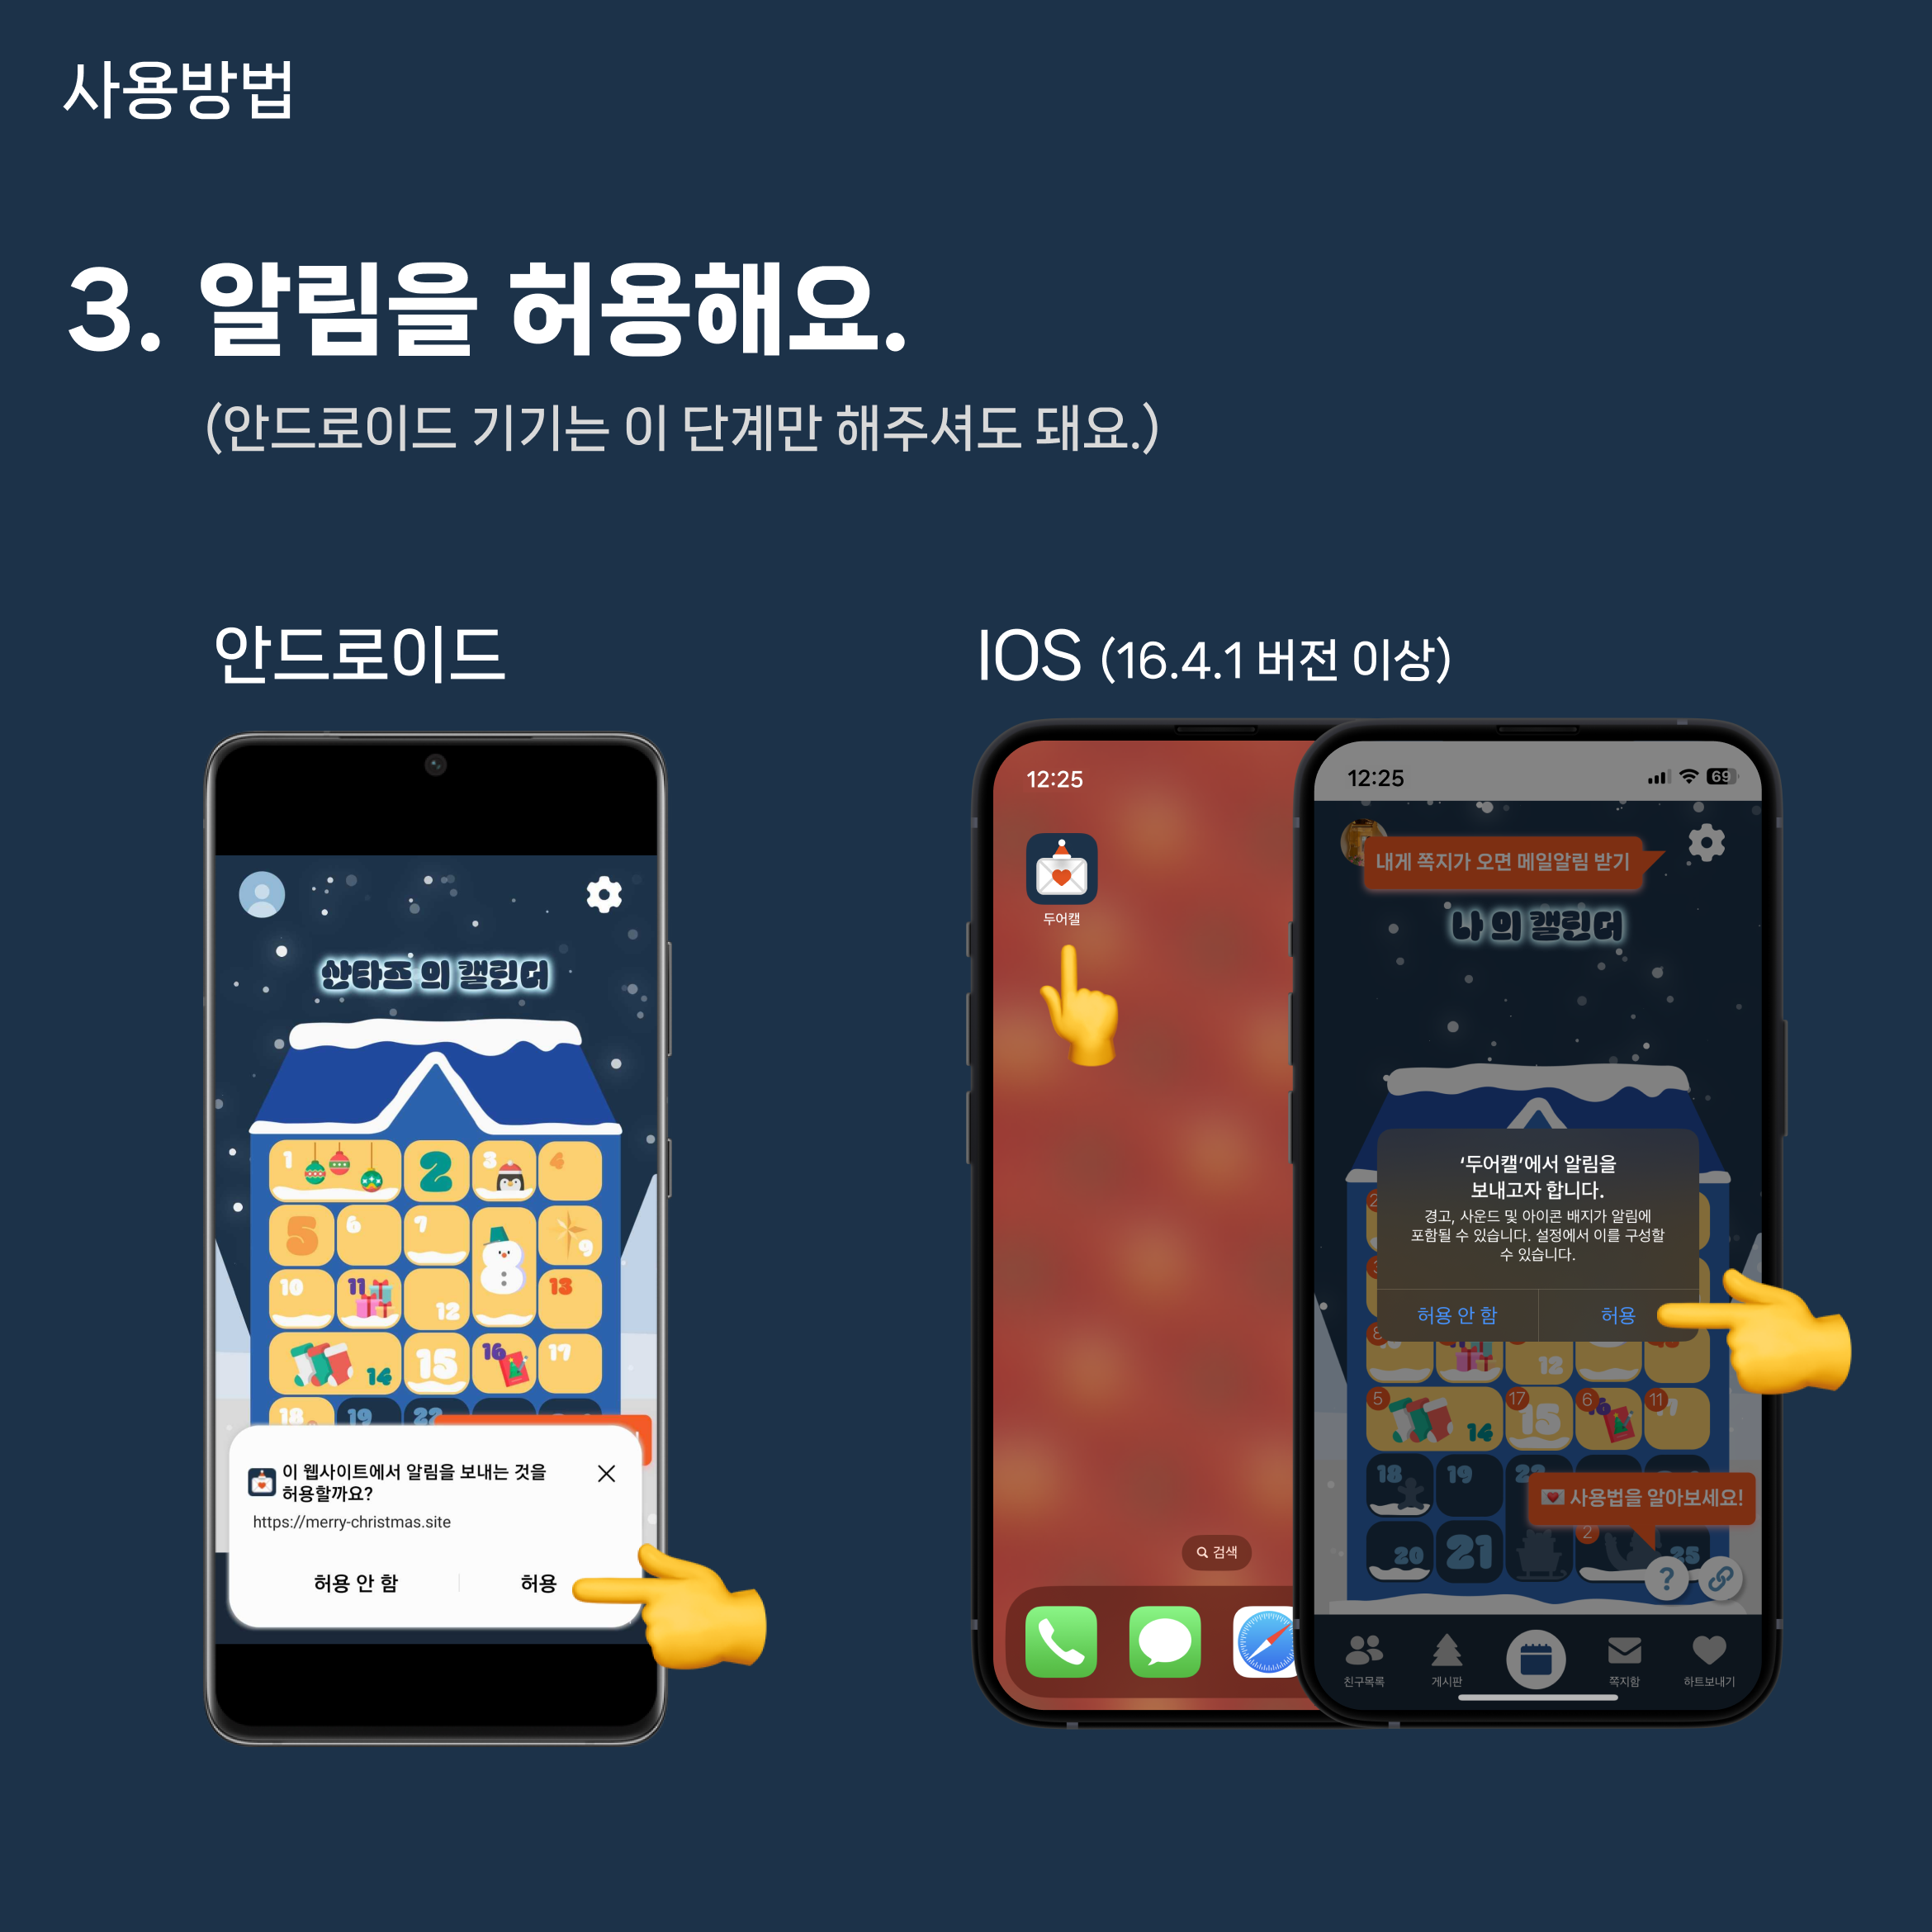 사용방법
3. 알림을 허용해요.
(안드로이드 기기는 이 단계만 해주셔도 돼요.)
안드로이드
산타즈 의 캘린더
1
2
3
4
5
6
7
9
10
11
12
13
14
15
16
17
18
19
22
이 웹사이트에서 알림을 보내는 것을
허용할까요?
https://merry-christmas.site
허용 안 함
허용
IOS (16.4.1 버전 이상)
12:25
두어캘
검색
12:25
69
내게 쪽지가 오면 메일알림 받기
나 의 캘린더
'두어캘'에서 알림을
보내고자 합니다.
경고, 사운드 및 아이콘 배지가 알림에
포함될 수 있습니다. 설정에서 이를 구성할
수 있습니다.
허용 안 함
허용
12
5
14
17
15
6
16
11
17
18
19
22
💌 사용법을 알아보세요!
20
21
2
25
?
친구목록
게시판
쪽지함
하트보내기